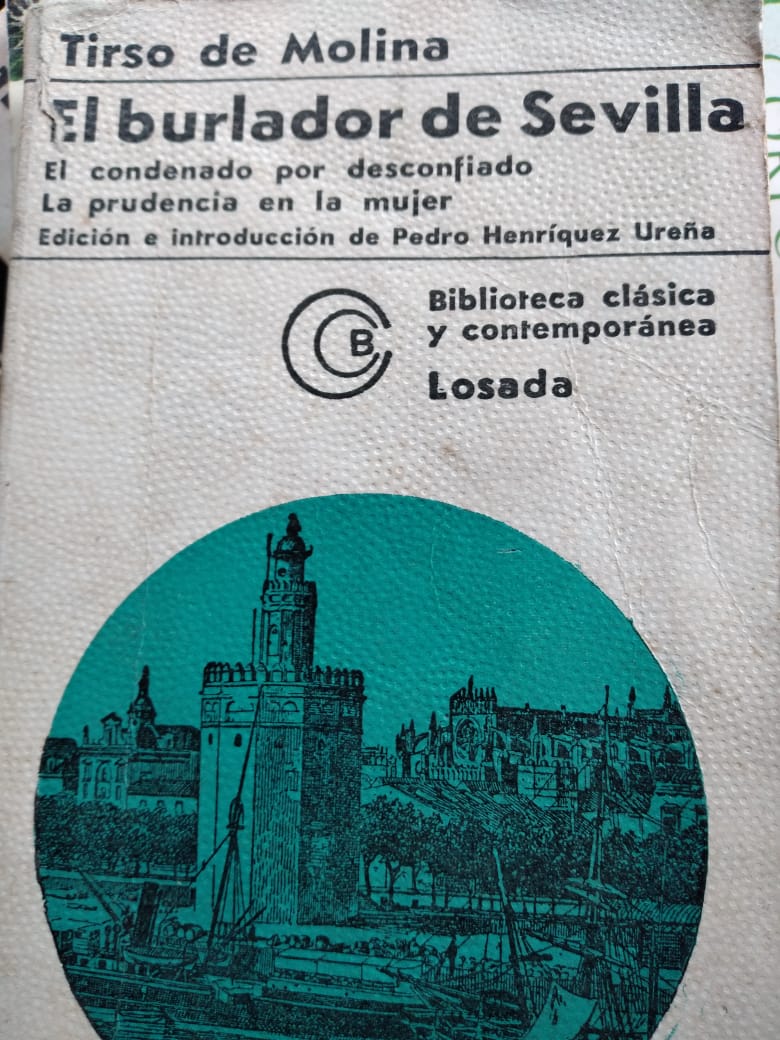 Tirso de Molina
El burlador de Sevilla
El condenado por desconfiado
La prudencia en la mujer
Edición e introducción de Pedro Henríquez Ureña
B
Biblioteca clásica
y contemporánea
Losada